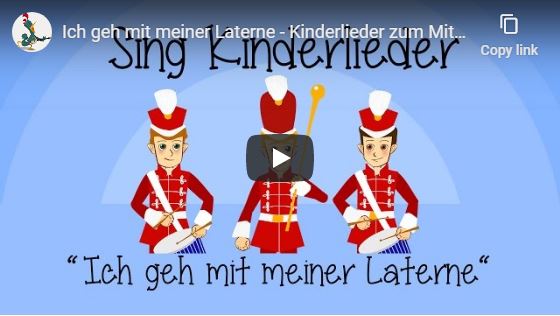 Ich geh mit meiner Laterne - Kinderlieder zum Mit...
Copy link
Sing Kinderlieder
“Ich geh mit meiner Laterne“